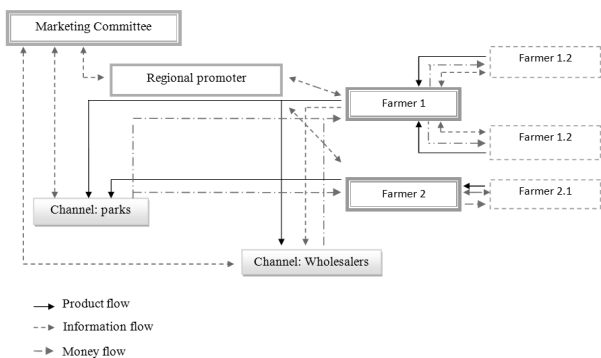 Marketing Committee
Farmer 1.2
Regional promoter
Farmer 1
Farmer 1.2
Farmer 2
Farmer 2.1
Channel: parks
Channel: Wholesalers
Product flow
Information flow
Money flow